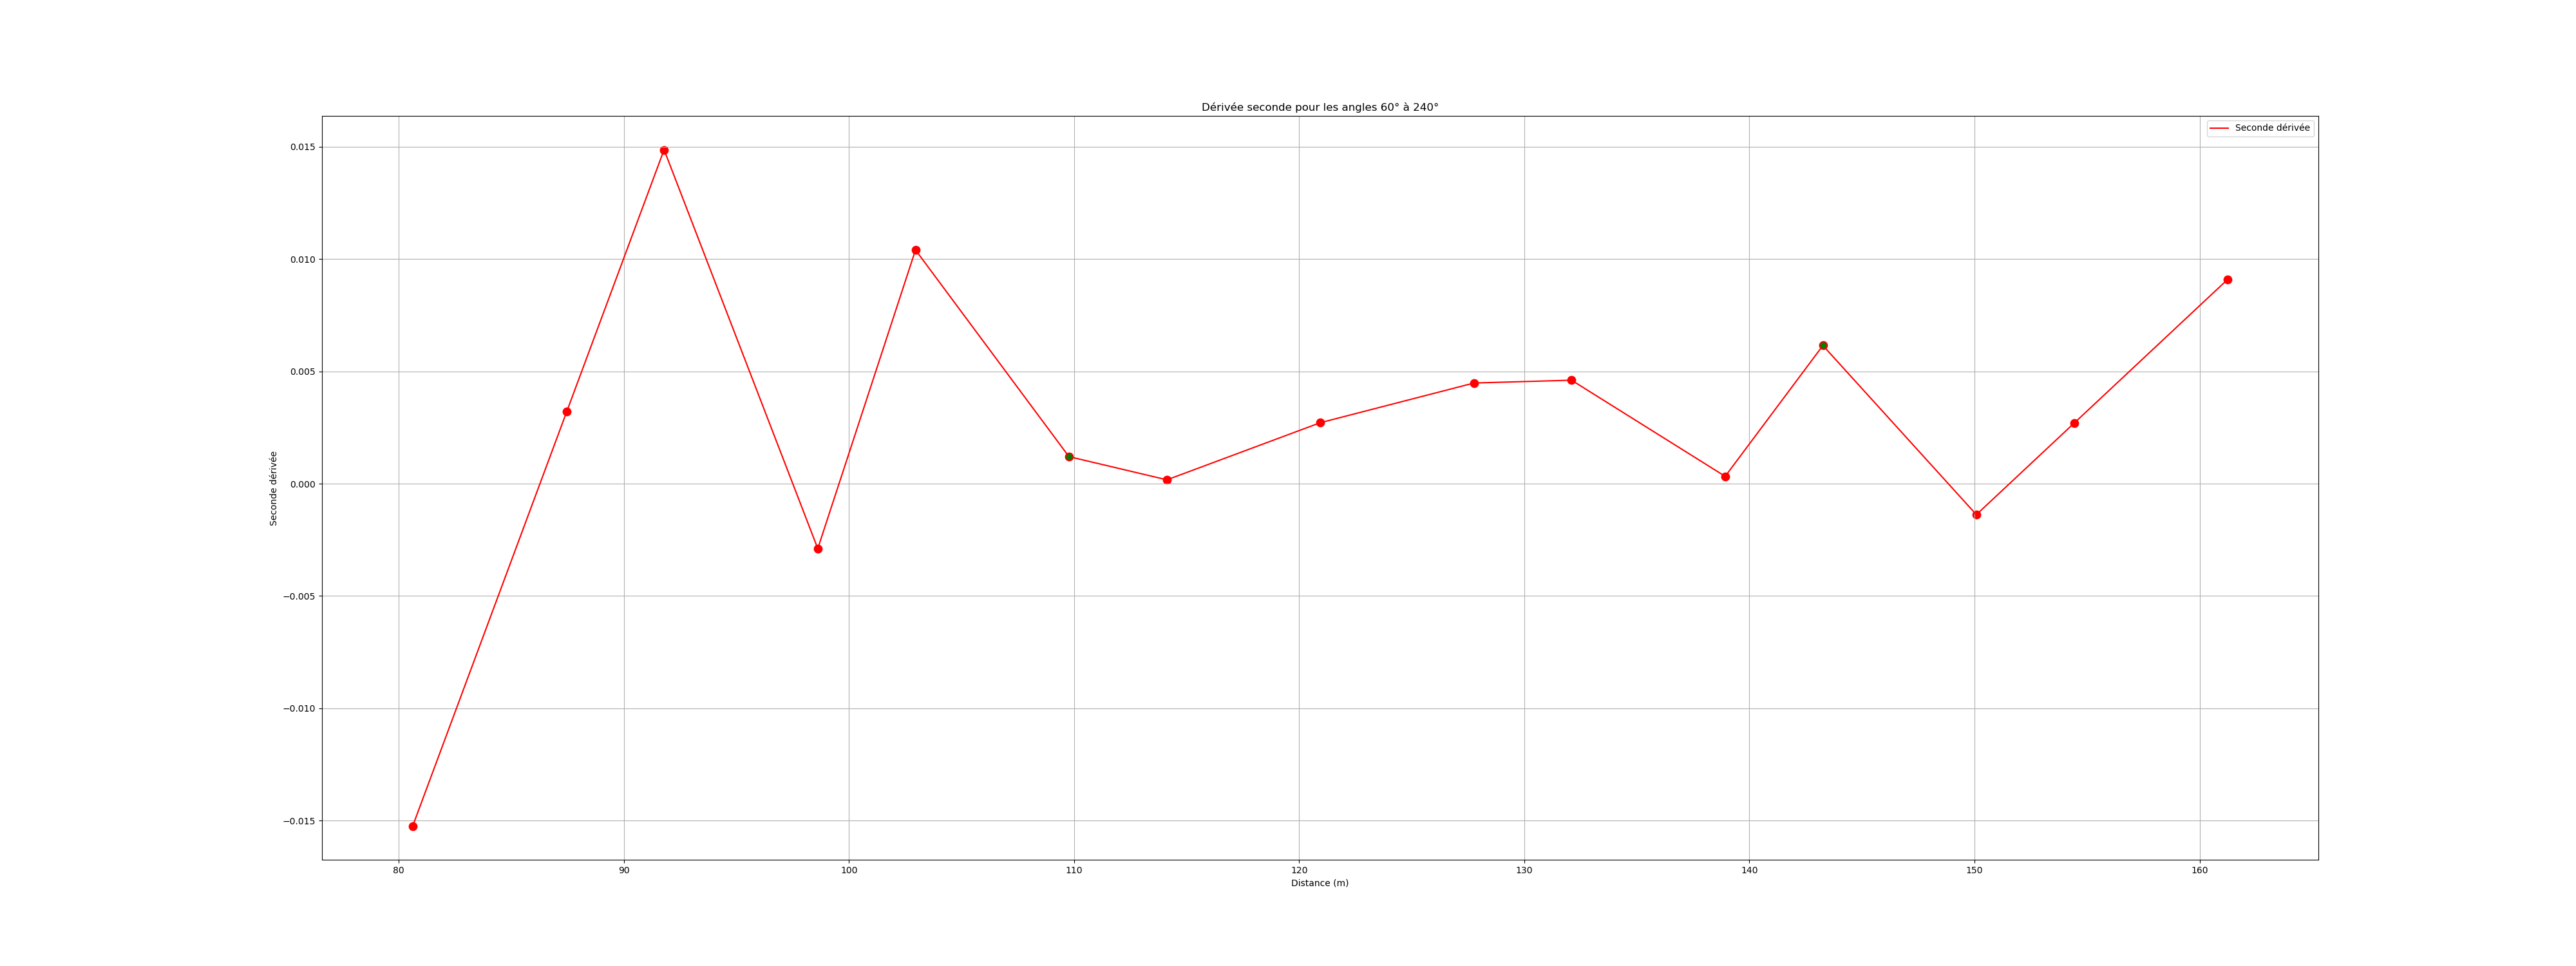 Dérivée seconde pour les angles 60° à 240°
Seconde dérivée
0.015
0.010
0.005
0.000
−0.005
−0.010
−0.015
Seconde dérivée
80 90 100 110 120 130 140 150 160
Distance (m)